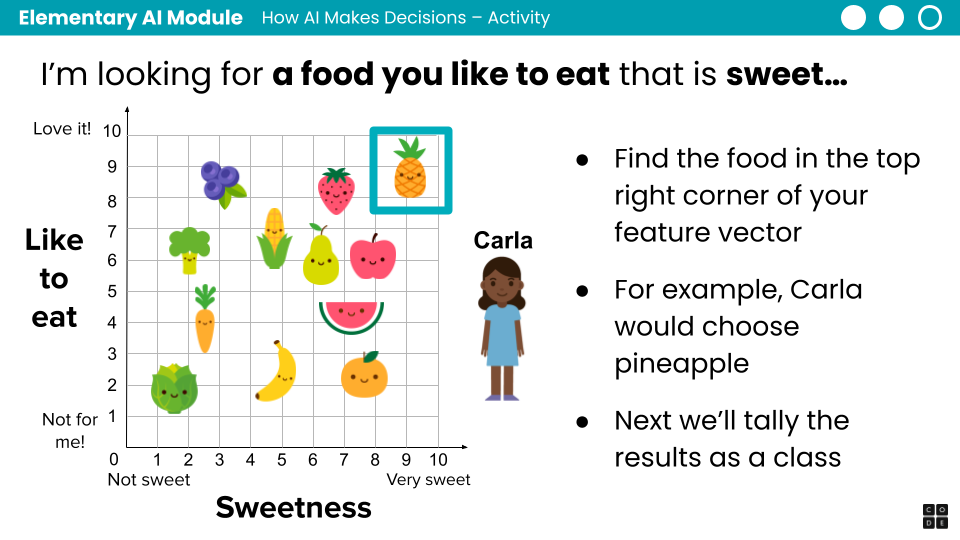 Elementary AI Module How AI Makes Decisions – Activity
I’m looking for a food you like to eat that is sweet…
Love it!
10
9
8
7
6
5
4
3
2
1
Like
to
eat
Not for
me!
0 1 2 3 4 5 6 7 8 9 10
Not sweet Very sweet
Sweetness
Carla
● Find the food in the top
right corner of your
feature vector
● For example, Carla
would choose
pineapple
● Next we’ll tally the
results as a class
C O
D E